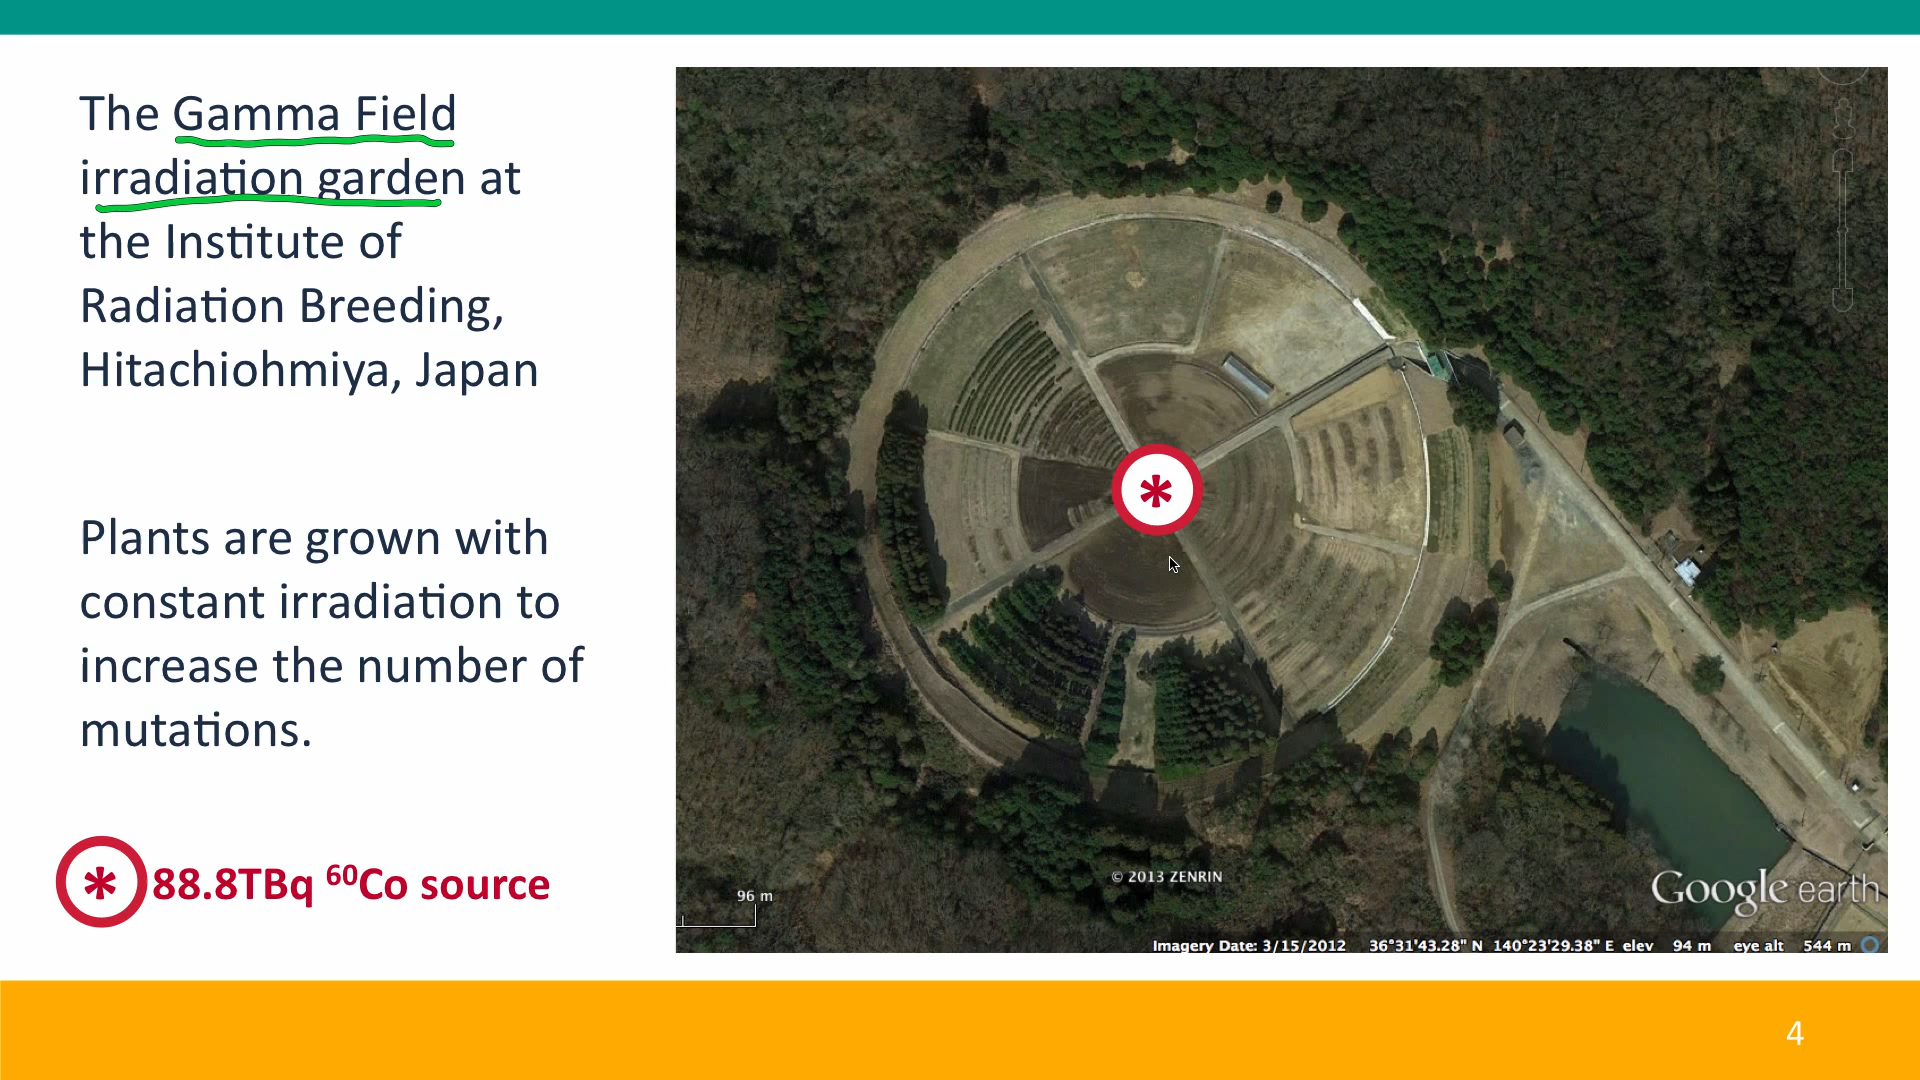 The Gamma Field
irradiation garden at
the Institute of
Radiation Breeding,
Hitachiohmiya, Japan
Plants are grown with
constant irradiation to
increase the number of
mutations.
* 88.8TBq ⁶⁰Co source
*
© 2013 ZENRIN
96 m
Google earth
Imagery Date: 3/15/2012 36°31'43.28" N 140°23'29.38" E elev 94 m eye alt 544 m
4